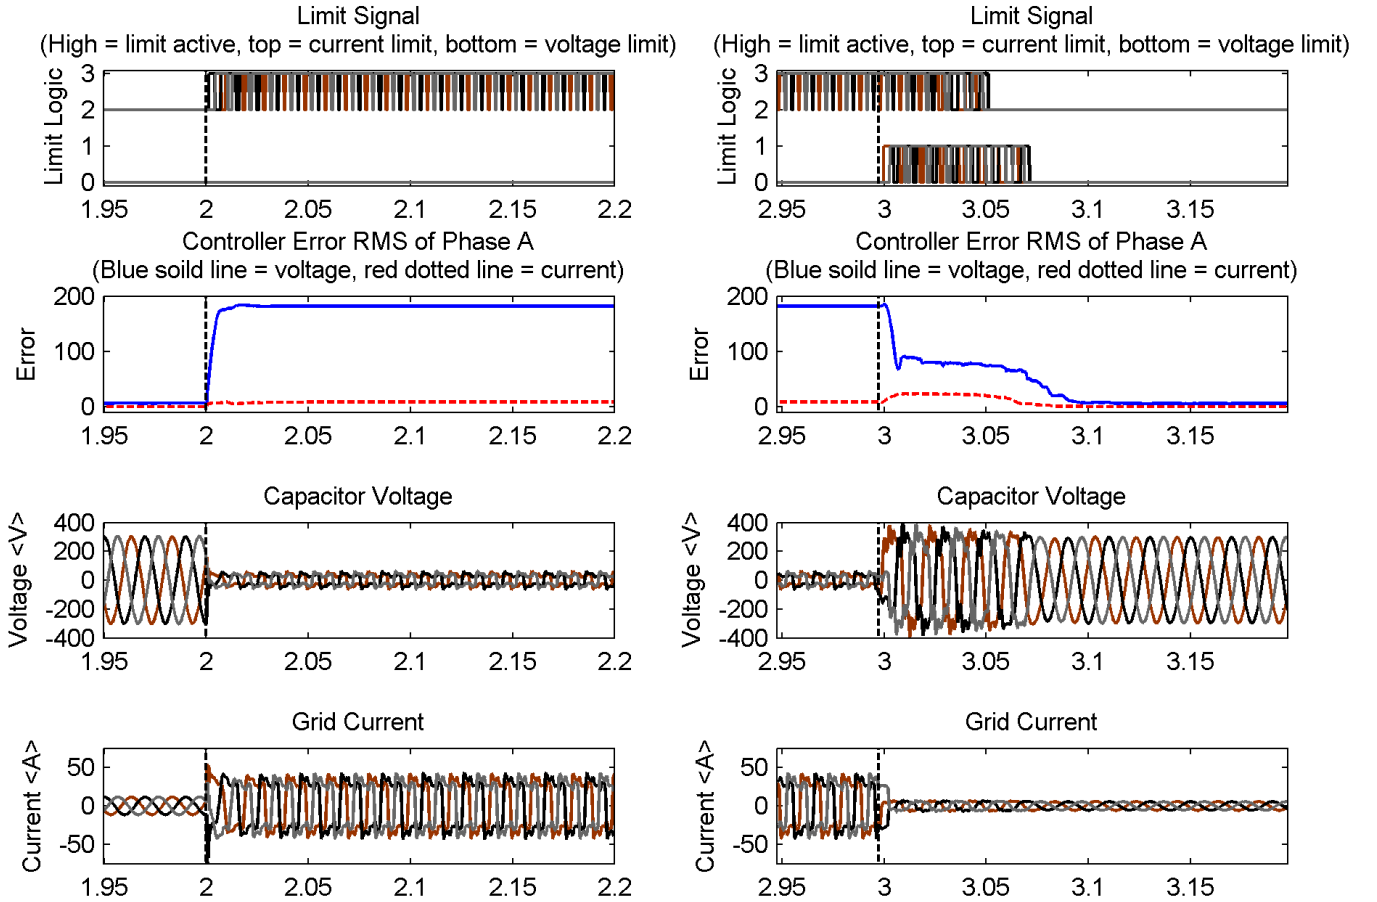 Limit Signal
(High = limit active, top = current limit, bottom = voltage limit)
Limit Logic
3
2
1
0
1.95 2 2.05 2.1 2.15 2.2
Controller Error RMS of Phase A
(Blue soild line = voltage, red dotted line = current)
Error
200
100
0
1.95 2 2.05 2.1 2.15 2.2
Capacitor Voltage
Voltage <V>
400
200
0
-200
-400
1.95 2 2.05 2.1 2.15 2.2
Grid Current
Current <A>
50
0
-50
1.95 2 2.05 2.1 2.15 2.2
Limit Signal
(High = limit active, top = current limit, bottom = voltage limit)
Limit Logic
3
2
1
0
2.95 3 3.05 3.1 3.15
Controller Error RMS of Phase A
(Blue soild line = voltage, red dotted line = current)
Error
200
100
0
2.95 3 3.05 3.1 3.15
Capacitor Voltage
Voltage <V>
400
200
0
-200
-400
2.95 3 3.05 3.1 3.15
Grid Current
Current <A>
50
0
-50
2.95 3 3.05 3.1 3.15